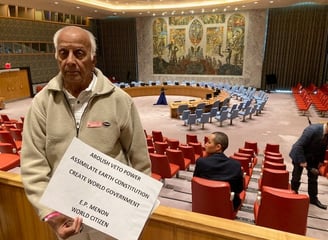 ABOLISH VETO POWER
ASSIMILATE EARTH CONSTITUTION
CREATE WORLD GOVERNMENT
E.P. MENON
WORLD CITIZEN